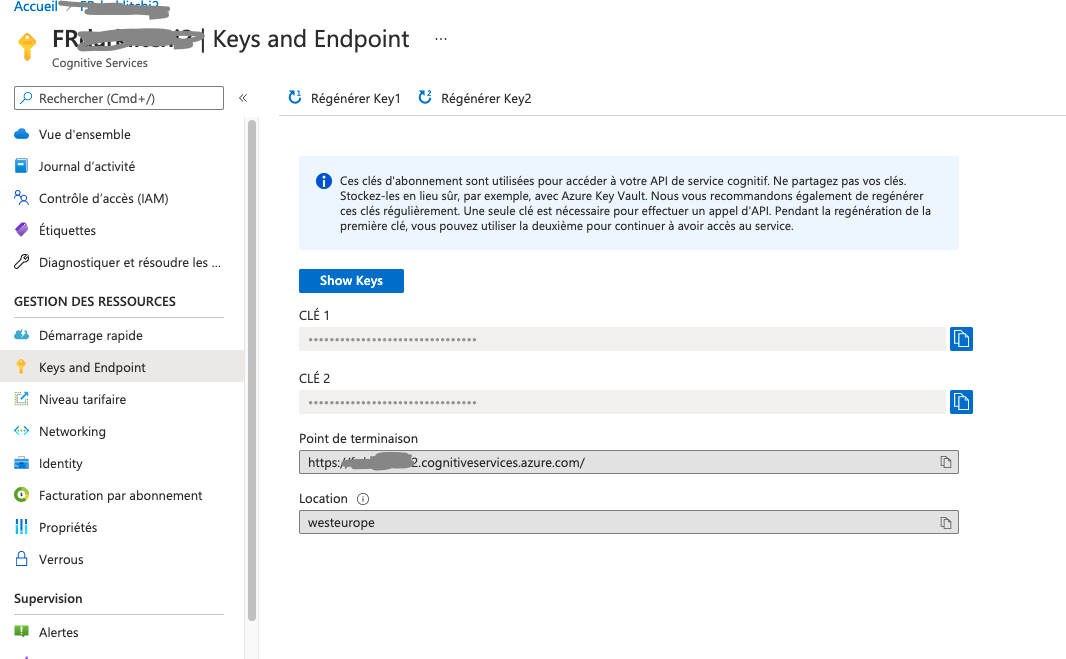 Accueil
FR | Keys and Endpoint ...
Cognitive Services
Rechercher (Cmd+/)
«
Régénérer Key1
Régénérer Key2
Vue d'ensemble
Journal d'activité
Contrôle d'accès (IAM)
Étiquettes
Diagnostiquer et résoudre les ...
GESTION DES RESSOURCES
Démarrage rapide
Keys and Endpoint
Niveau tarifaire
Networking
Identity
Facturation par abonnement
Propriétés
Verrous
Supervision
Alertes
Ces clés d'abonnement sont utilisées pour accéder à votre API de service cognitif. Ne partagez pas vos clés.
Stockez-les en lieu sûr, par exemple, avec Azure Key Vault. Nous vous recommandons également de regénérer
ces clés régulièrement. Une seule clé est nécessaire pour effectuer un appel d'API. Pendant la regénération de la
première clé, vous pouvez utiliser la deuxième pour continuer à avoir accès au service.
Show Keys
CLÉ 1
••••••••••••••••••••••••••••••••
CLÉ 2
••••••••••••••••••••••••••••••••
Point de terminaison
https:/ 2.cognitiveservices.azure.com/
Location
westeurope